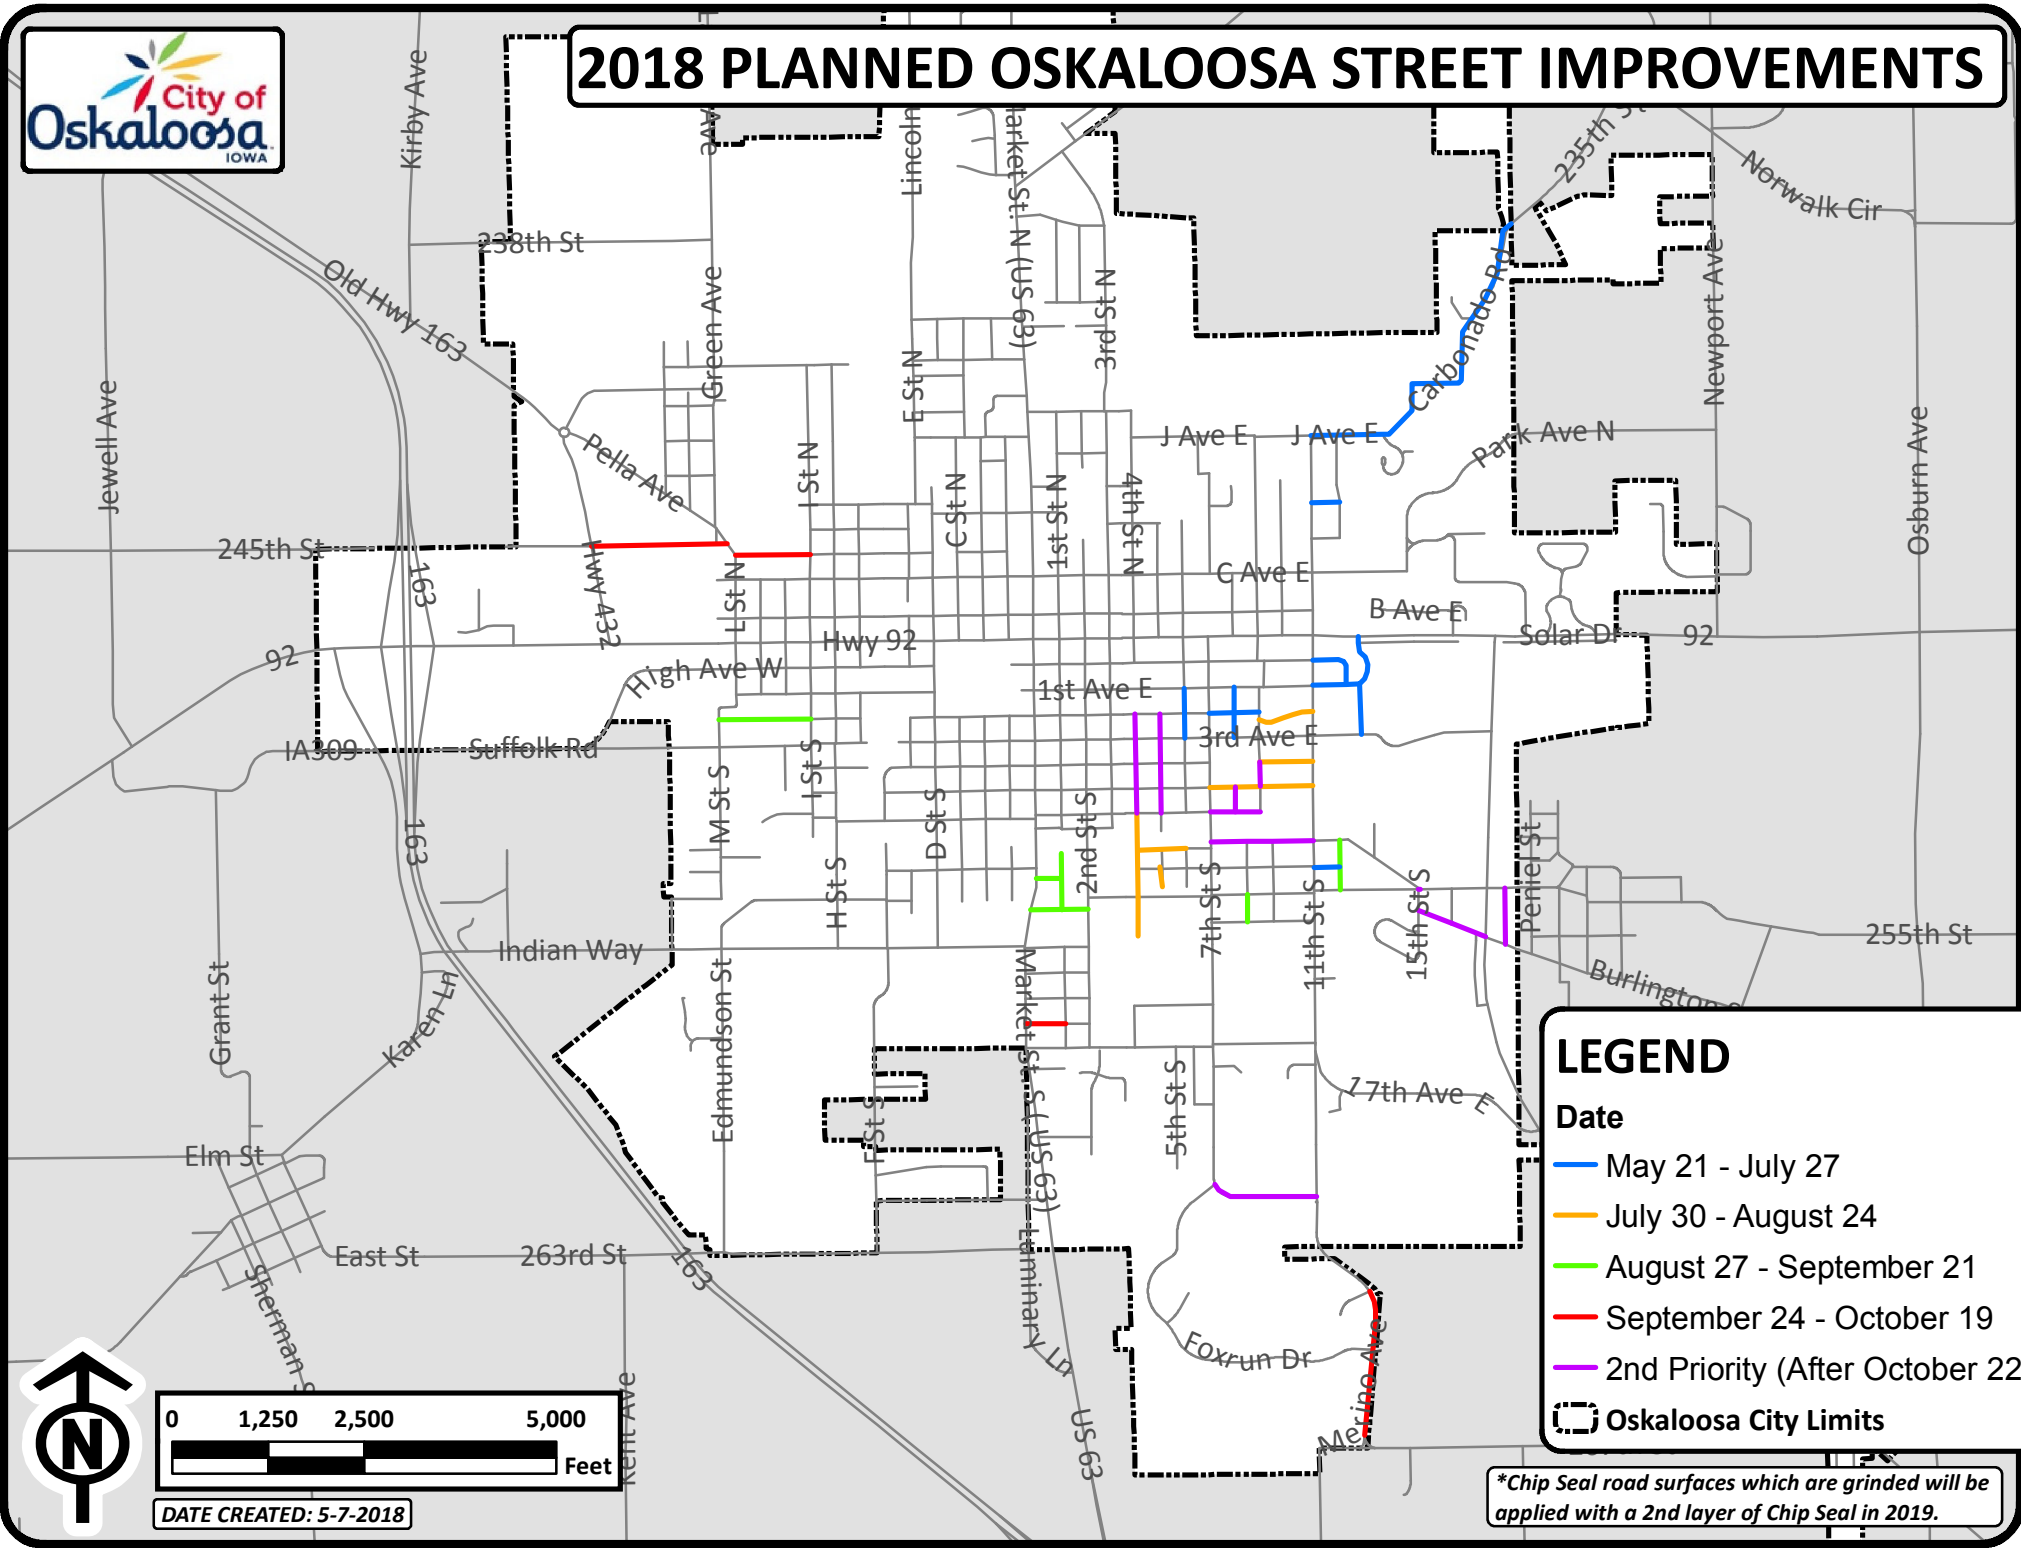 2018 PLANNED OSKALOOSA STREET IMPROVEMENTS
City of
Oskaloosa
IOWA
Kirby Ave
Ave
Lincoln
Market St. N (US 63)
235th St
Norwalk Cir
238th St
Old Hwy 163
Green Ave
3rd St N
Carbonado Rd
Newport Ave
Jewell Ave
E St N
Osburn Ave
Pella Ave
I St N
J Ave E
J Ave E
Park Ave N
C St N
1st St N
4th St N
245th St
163
Hwy 432
L St N
C Ave E
B Ave E
Hwy 92
Solar Dr
92
92
High Ave W
1st Ave E
IA309
Suffolk Rd
3rd Ave E
I St S
M St S
D St S
2nd St S
163
H St S
7th St S
11th St S
15th St S
Peniel St
255th St
Indian Way
Burlington
Grant St
Karen Ln
Edmundson St
Market St. S (US 63)
F St S
5th St S
17th Ave E
Elm St
East St
263rd St
163
Sherman
Luminary Ln
Foxrun Dr
Merino Ave
Kent Ave
US 63
LEGEND
Date
May 21 - July 27
July 30 - August 24
August 27 - September 21
September 24 - October 19
2nd Priority (After October 22
Oskaloosa City Limits
N
0 1,250 2,500 5,000
Feet
DATE CREATED: 5-7-2018
*Chip Seal road surfaces which are grinded will be
applied with a 2nd layer of Chip Seal in 2019.